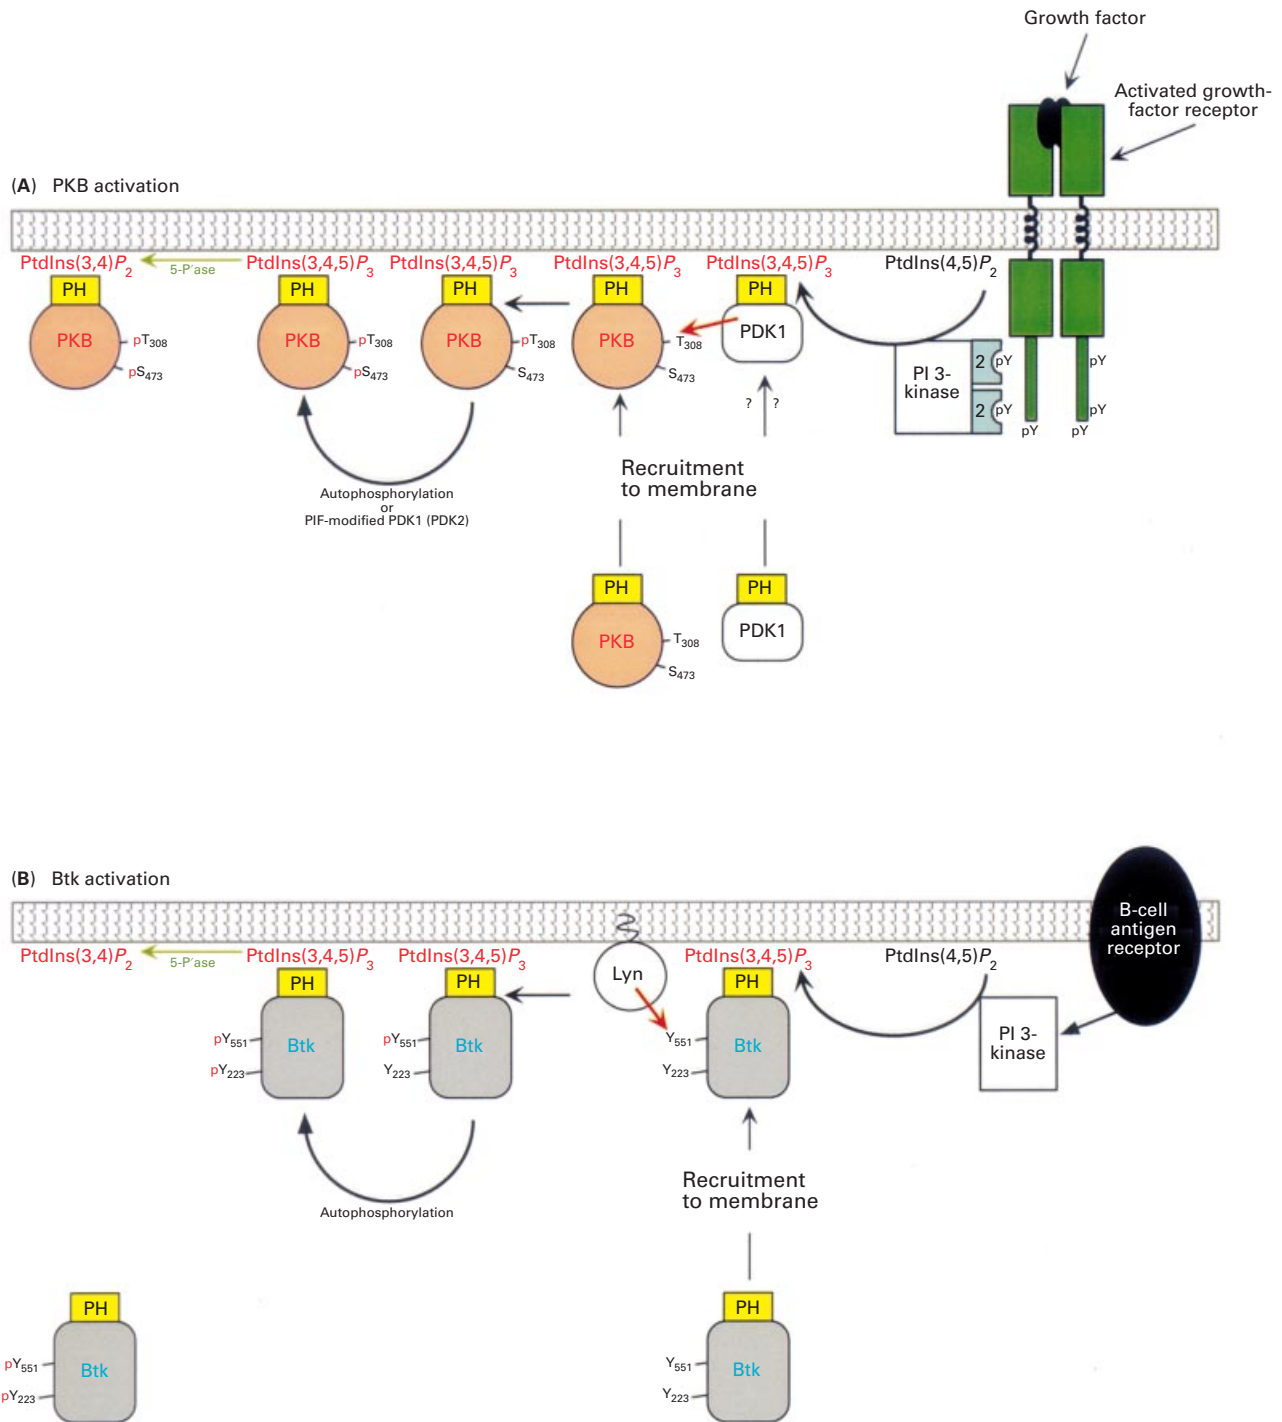 Growth factor
Activated growth-
factor receptor
(A) PKB activation
PtdIns(3,4)P2
5-P'ase
PtdIns(3,4,5)P3
PtdIns(3,4,5)P3
PtdIns(3,4,5)P3
PtdIns(3,4,5)P3
PtdIns(4,5)P2
PH
PH
PH
PH
PH
PKB
pT308
pS473
PKB
pT308
pS473
PKB
pT308
S473
PKB
T308
S473
PDK1
PI 3-
kinase
2
pY
2
pY
pY
pY
pY
pY
? ?
Recruitment
to membrane
Autophosphorylation
or
PIF-modified PDK1 (PDK2)
PH
PH
PKB
T308
S473
PDK1
(B) Btk activation
B-cell
antigen
receptor
PtdIns(3,4)P2
5-P'ase
PtdIns(3,4,5)P3
PtdIns(3,4,5)P3
Lyn
PtdIns(3,4,5)P3
PtdIns(4,5)P2
PH
PH
PH
pY551
pY223
Btk
pY551
Y223
Btk
Y551
Y223
Btk
PI 3-
kinase
Recruitment
to membrane
Autophosphorylation
PH
pY551
pY223
Btk
PH
Y551
Y223
Btk